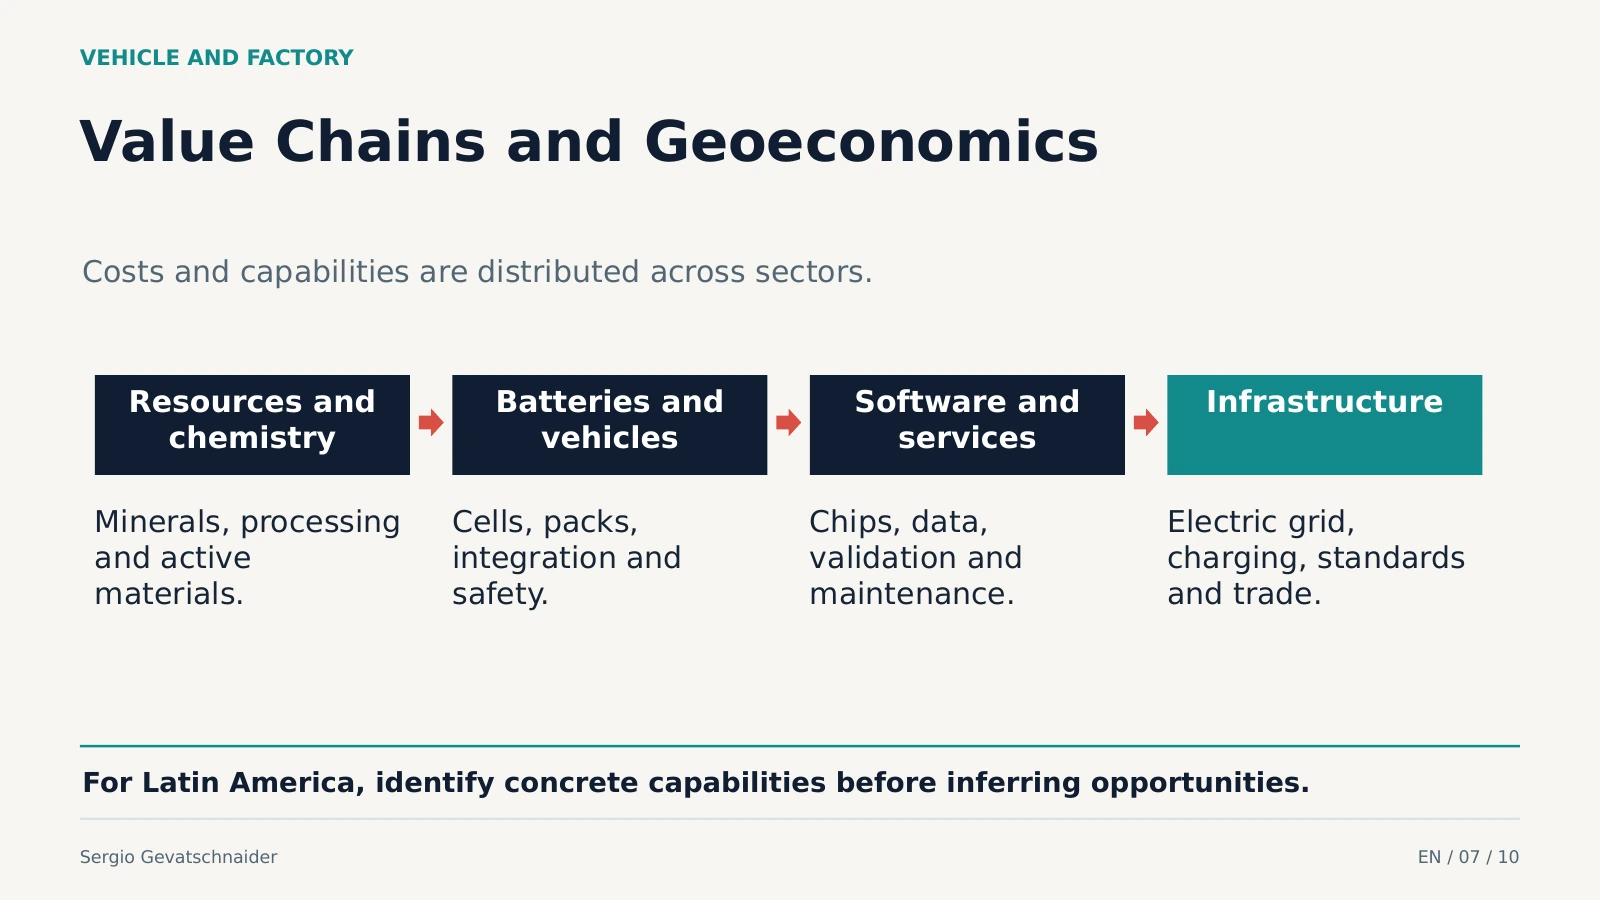 VEHICLE AND FACTORY
Value Chains and Geoeconomics
Costs and capabilities are distributed across sectors.
Resources and
chemistry
Minerals, processing
and active
materials.
Batteries and
vehicles
Cells, packs,
integration and
safety.
Software and
services
Chips, data,
validation and
maintenance.
Infrastructure
Electric grid,
charging, standards
and trade.
For Latin America, identify concrete capabilities before inferring opportunities.
Sergio Gevatschnaider
EN / 07 / 10